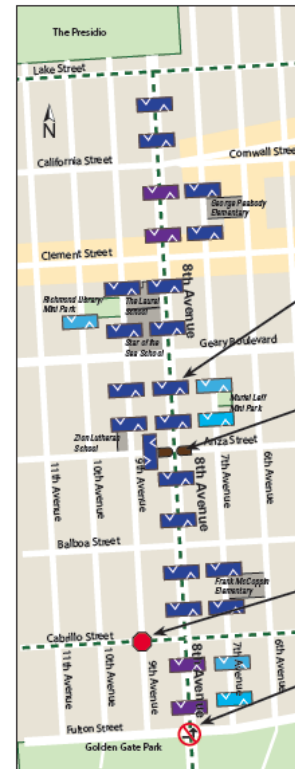 The Presidio
Lake Street
N
California Street
Cornwall Street
George Peabody
Elementary
Clement Street
8th Avenue
Richmond Library/
Mini Park
The Laurel
School
Star of the
Sea School
Geary Boulevard
Muriel Leff
Mini Park
Zion Lutheran
School
Anza Street
11th Avenue
10th Avenue
9th Avenue
8th Avenue
7th Avenue
6th Avenue
Balboa Street
Frank McCoppin
Elementary
Cabrillo Street
11th Avenue
10th Avenue
9th Avenue
8th Avenue
7th Avenue
6th Avenue
Fulton Street
Golden Gate Park